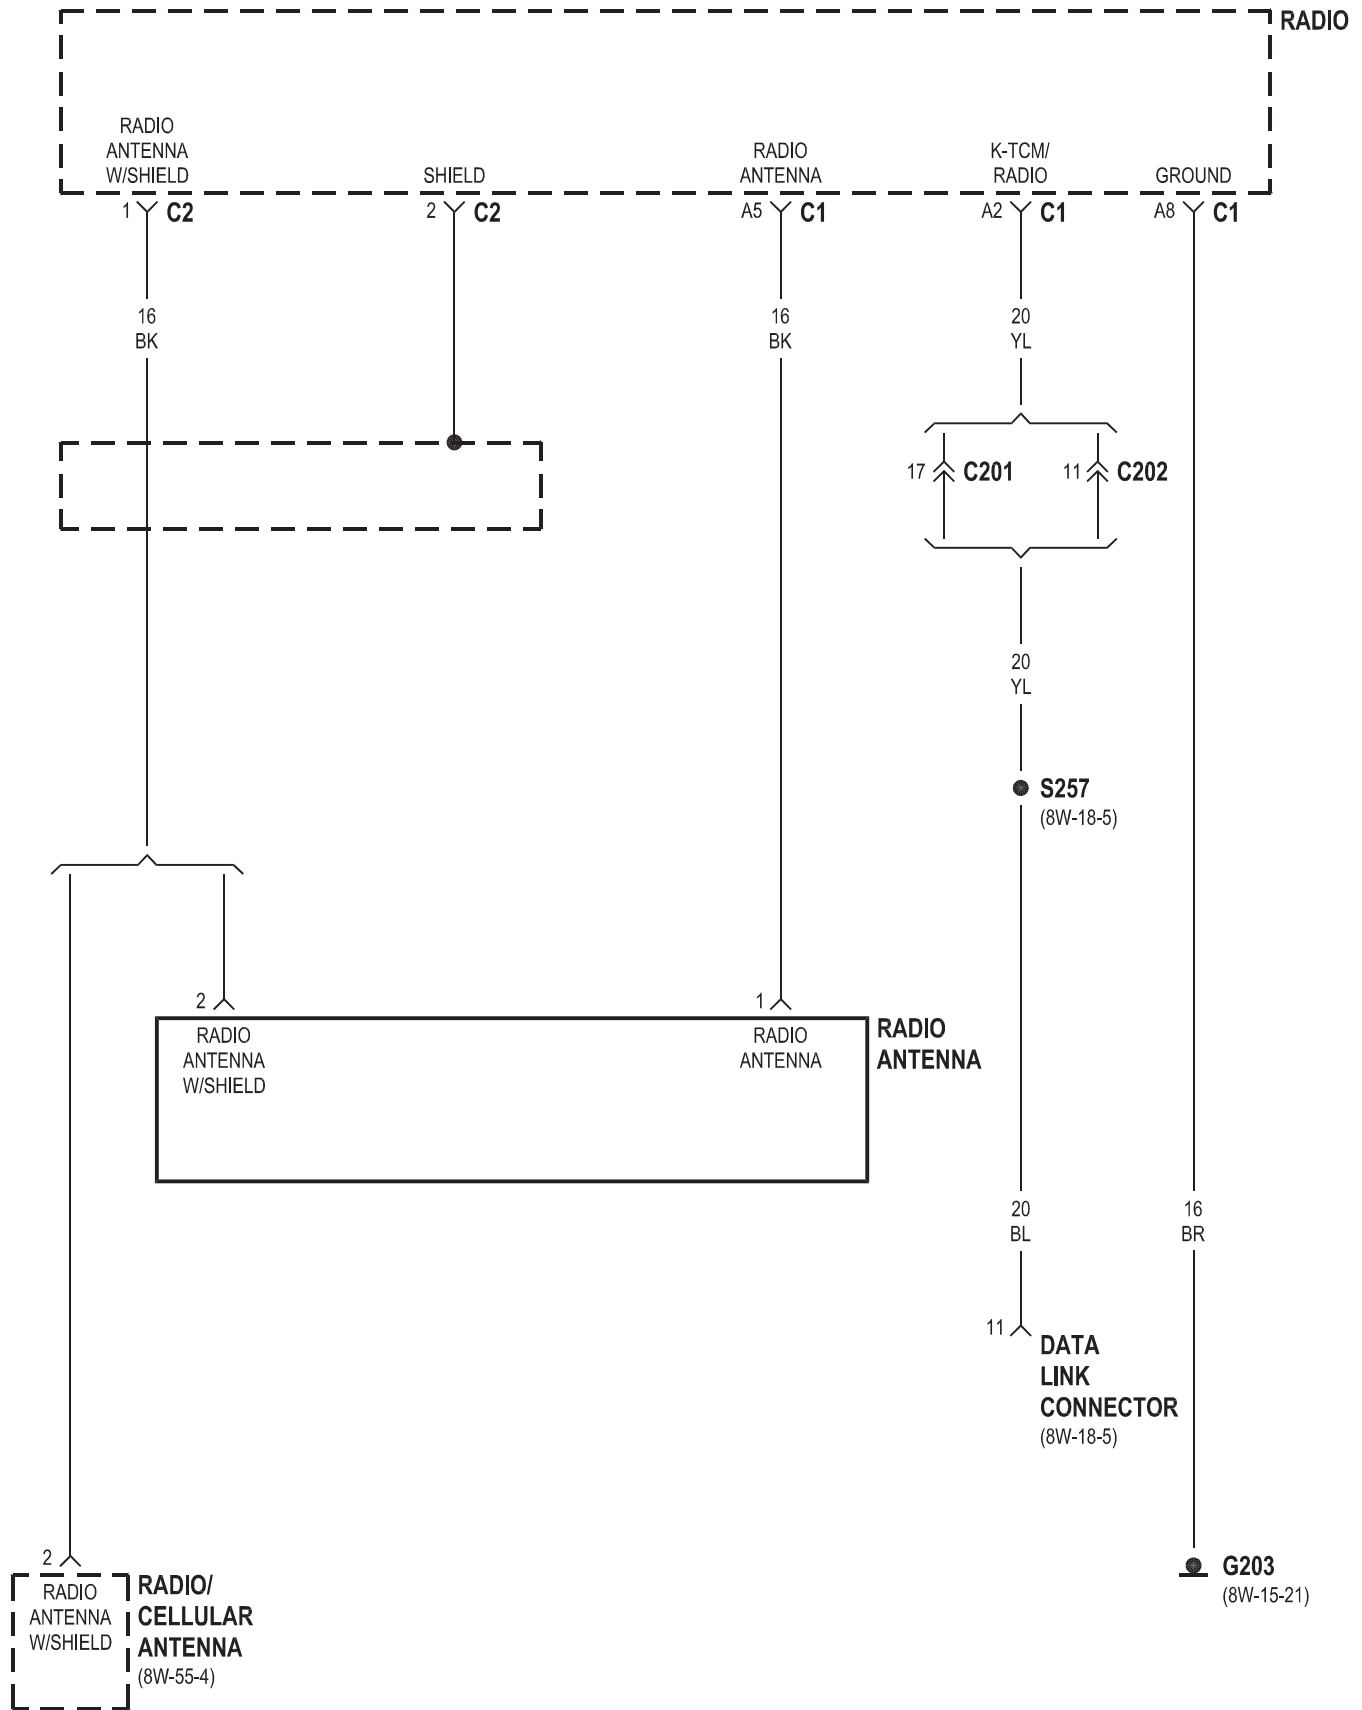 RADIO
RADIO
ANTENNA
W/SHIELD
SHIELD
RADIO
ANTENNA
K-TCM/
RADIO
GROUND
1 C2
2 C2
A5 C1
A2 C1
A8 C1
16
BK
16
BK
20
YL
17 C201
11 C202
20
YL
S257
(8W-18-5)
2
1
RADIO
ANTENNA
W/SHIELD
RADIO
ANTENNA
RADIO
ANTENNA
20
BL
16
BR
11
DATA
LINK
CONNECTOR
(8W-18-5)
G203
(8W-15-21)
2
RADIO
ANTENNA
W/SHIELD
RADIO/
CELLULAR
ANTENNA
(8W-55-4)